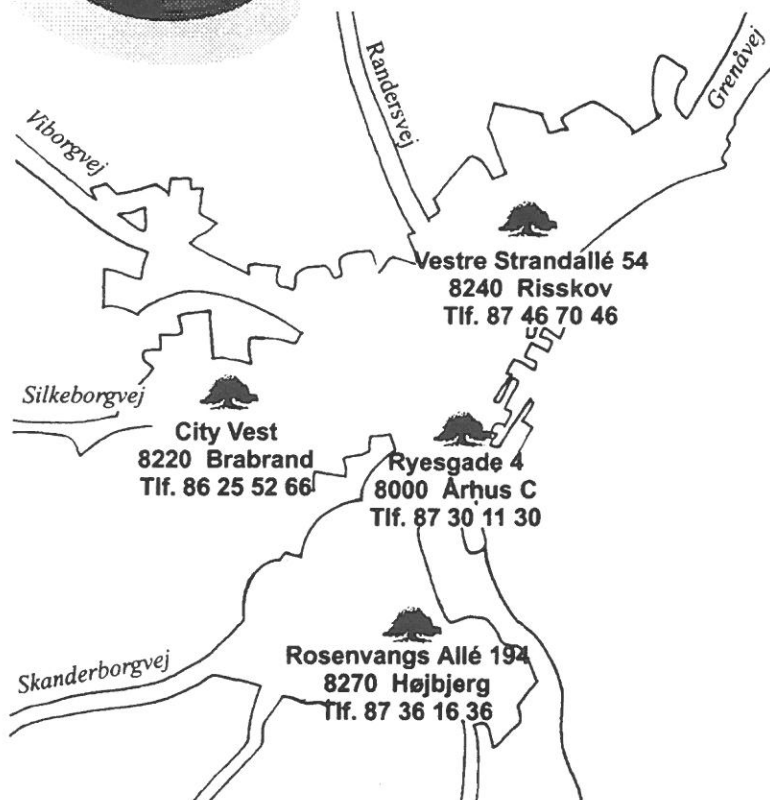 Randersvej
Grenåvej
Viborgvej
Vestre Strandallé 54
8240 Risskov
Tlf. 87 46 70 46
Silkeborgvej
City Vest
8220 Brabrand
Tlf. 86 25 52 66
Ryesgade 4
8000 Århus C
Tlf. 87 30 11 30
Skanderborgvej
Rosenvangs Allé 194
8270 Højbjerg
Tlf. 87 36 16 36